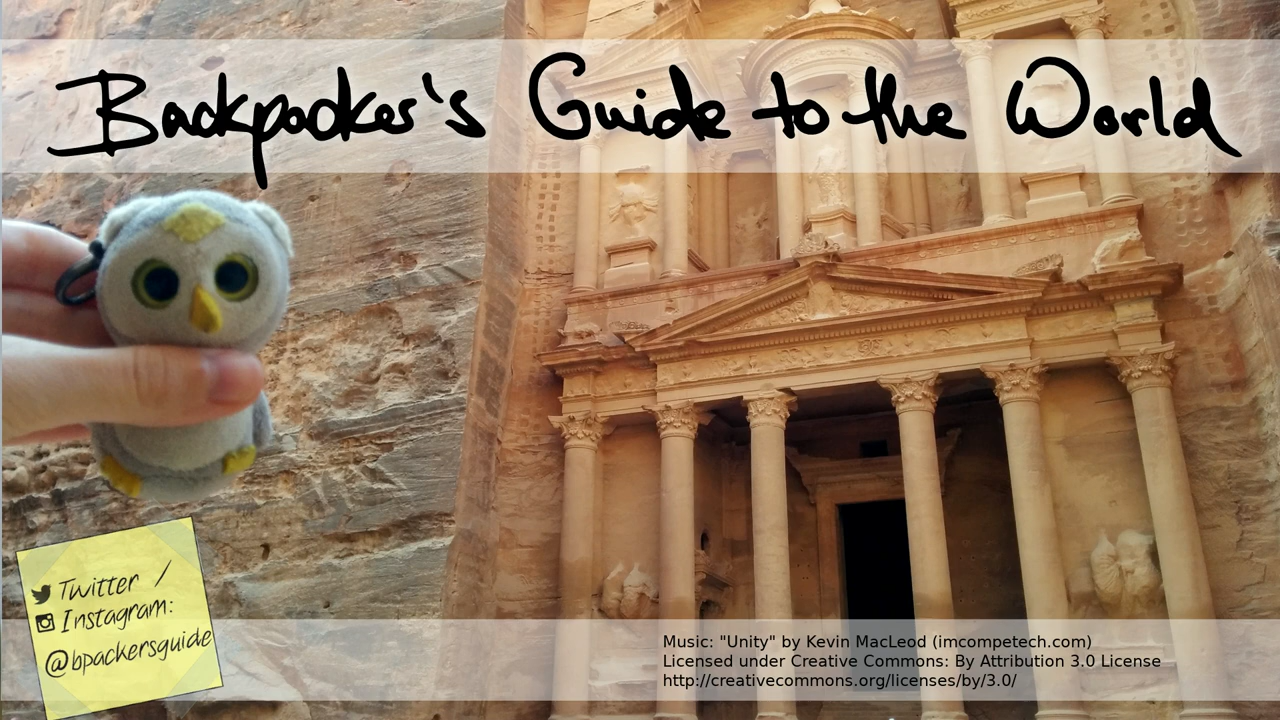 Backpacker's Guide to the World
Twitter /
Instagram:
@bpackersguide
Music: "Unity" by Kevin MacLeod (imcompetech.com)
Licensed under Creative Commons: By Attribution 3.0 License
http://creativecommons.org/licenses/by/3.0/